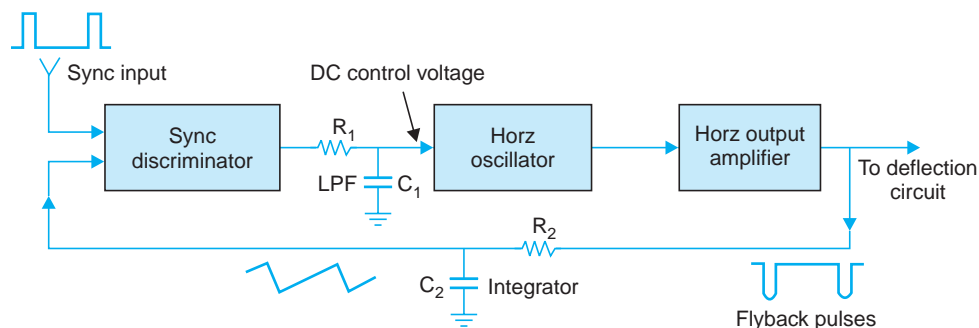 Sync input
DC control voltage
Sync
discriminator
R1
LPF
C1
Horz
oscillator
Horz output
amplifier
To deflection
circuit
R2
C2
Integrator
Flyback pulses